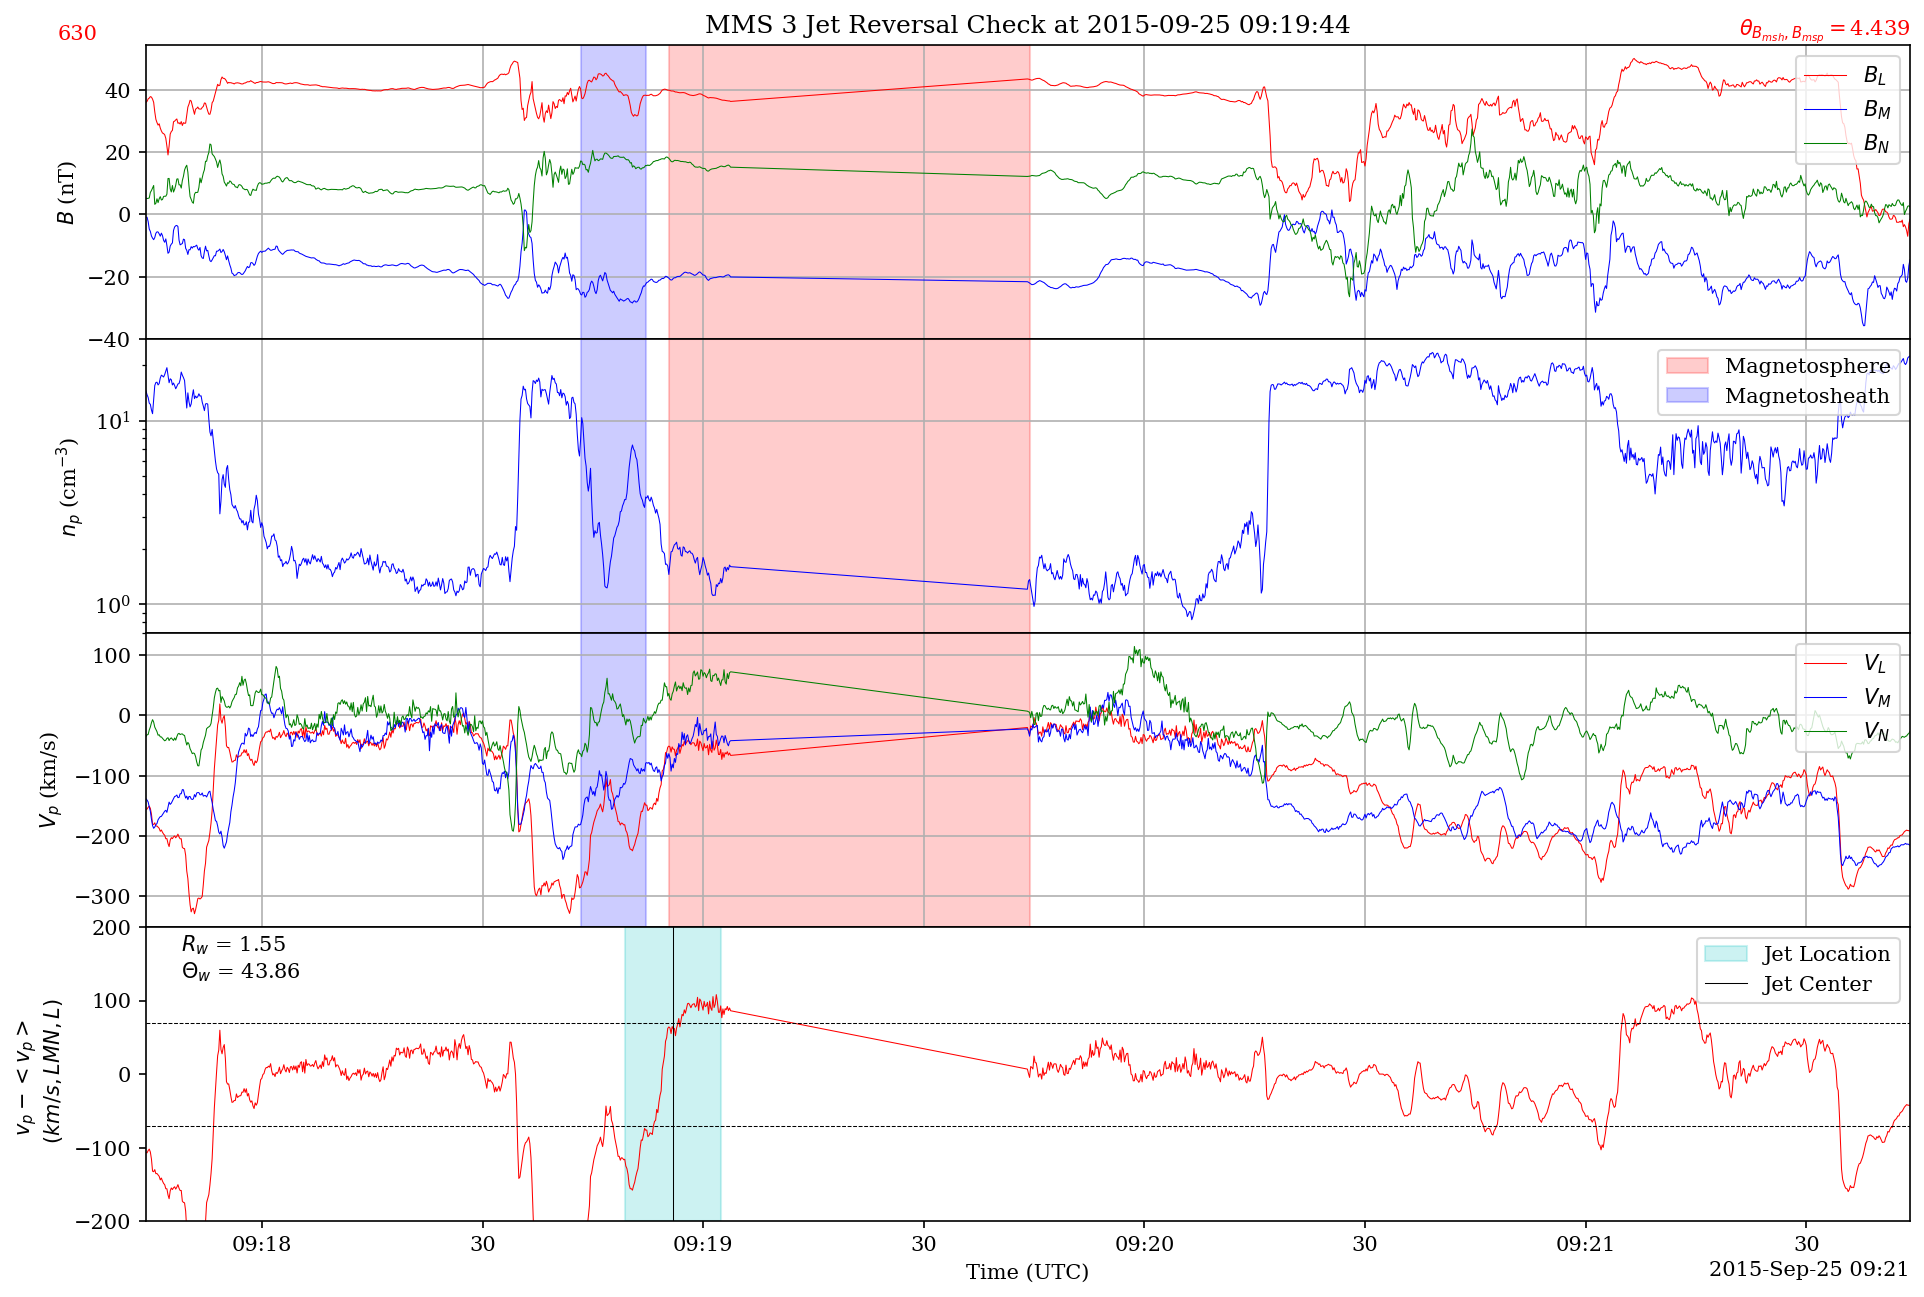 MMS 3 Jet Reversal Check at 2015-09-25 09:19:44
630
θ_{B_{msh}, B_{msp}} = 4.439
B (nT)
40
20
0
−20
−40
B_L
B_M
B_N
n_p (cm^{−3})
10^1
10^0
Magnetosphere
Magnetosheath
V_p (km/s)
100
0
−100
−200
−300
V_L
V_M
V_N
v_p − < v_p >
(km/s, LMN, L)
200
100
0
−100
−200
R_w = 1.55
Θ_w = 43.86
Jet Location
Jet Center
09:18 30 09:19 30 09:20 30 09:21 30
Time (UTC)
2015-Sep-25 09:21